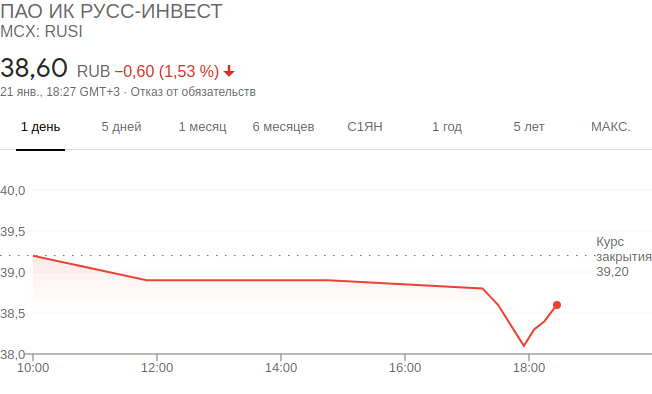 ПАО ИК РУСС-ИНВЕСТ
MCX: RUSI
38,60 RUB −0,60 (1,53 %)
21 янв., 18:27 GMT+3 · Отказ от обязательств
1 день 5 дней 1 месяц 6 месяцев С1ЯН 1 год 5 лет МАКС.
40,0
39,5
Курс
закрытия
39,20
39,0
38,5
38,0
10:00 12:00 14:00 16:00 18:00